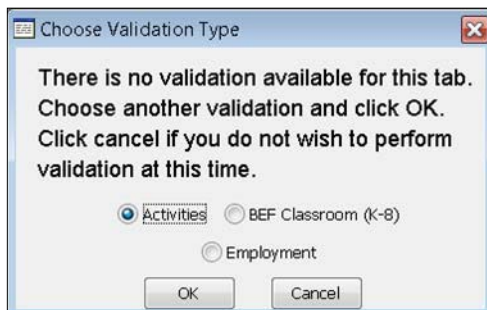 Choose Validation Type
There is no validation available for this tab.
Choose another validation and click OK.
Click cancel if you do not wish to perform
validation at this time.
Activities BEF Classroom (K-8)
Employment
OK Cancel